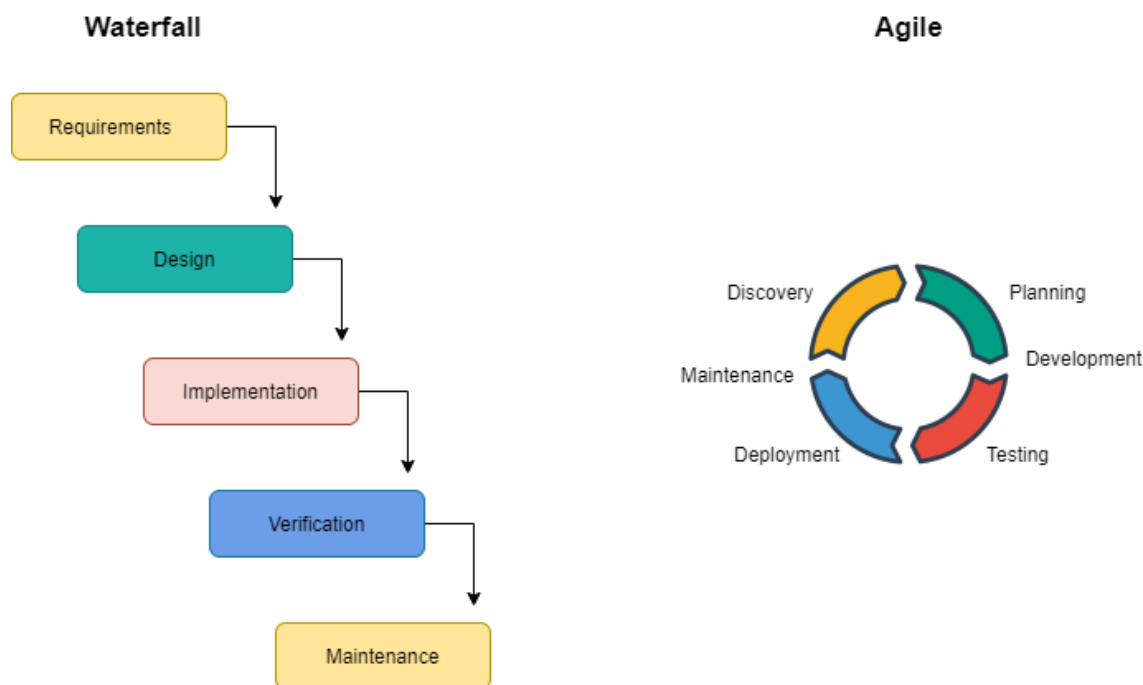 Waterfall
Requirements
Design
Implementation
Verification
Maintenance
Agile
Discovery
Planning
Maintenance
Development
Deployment
Testing